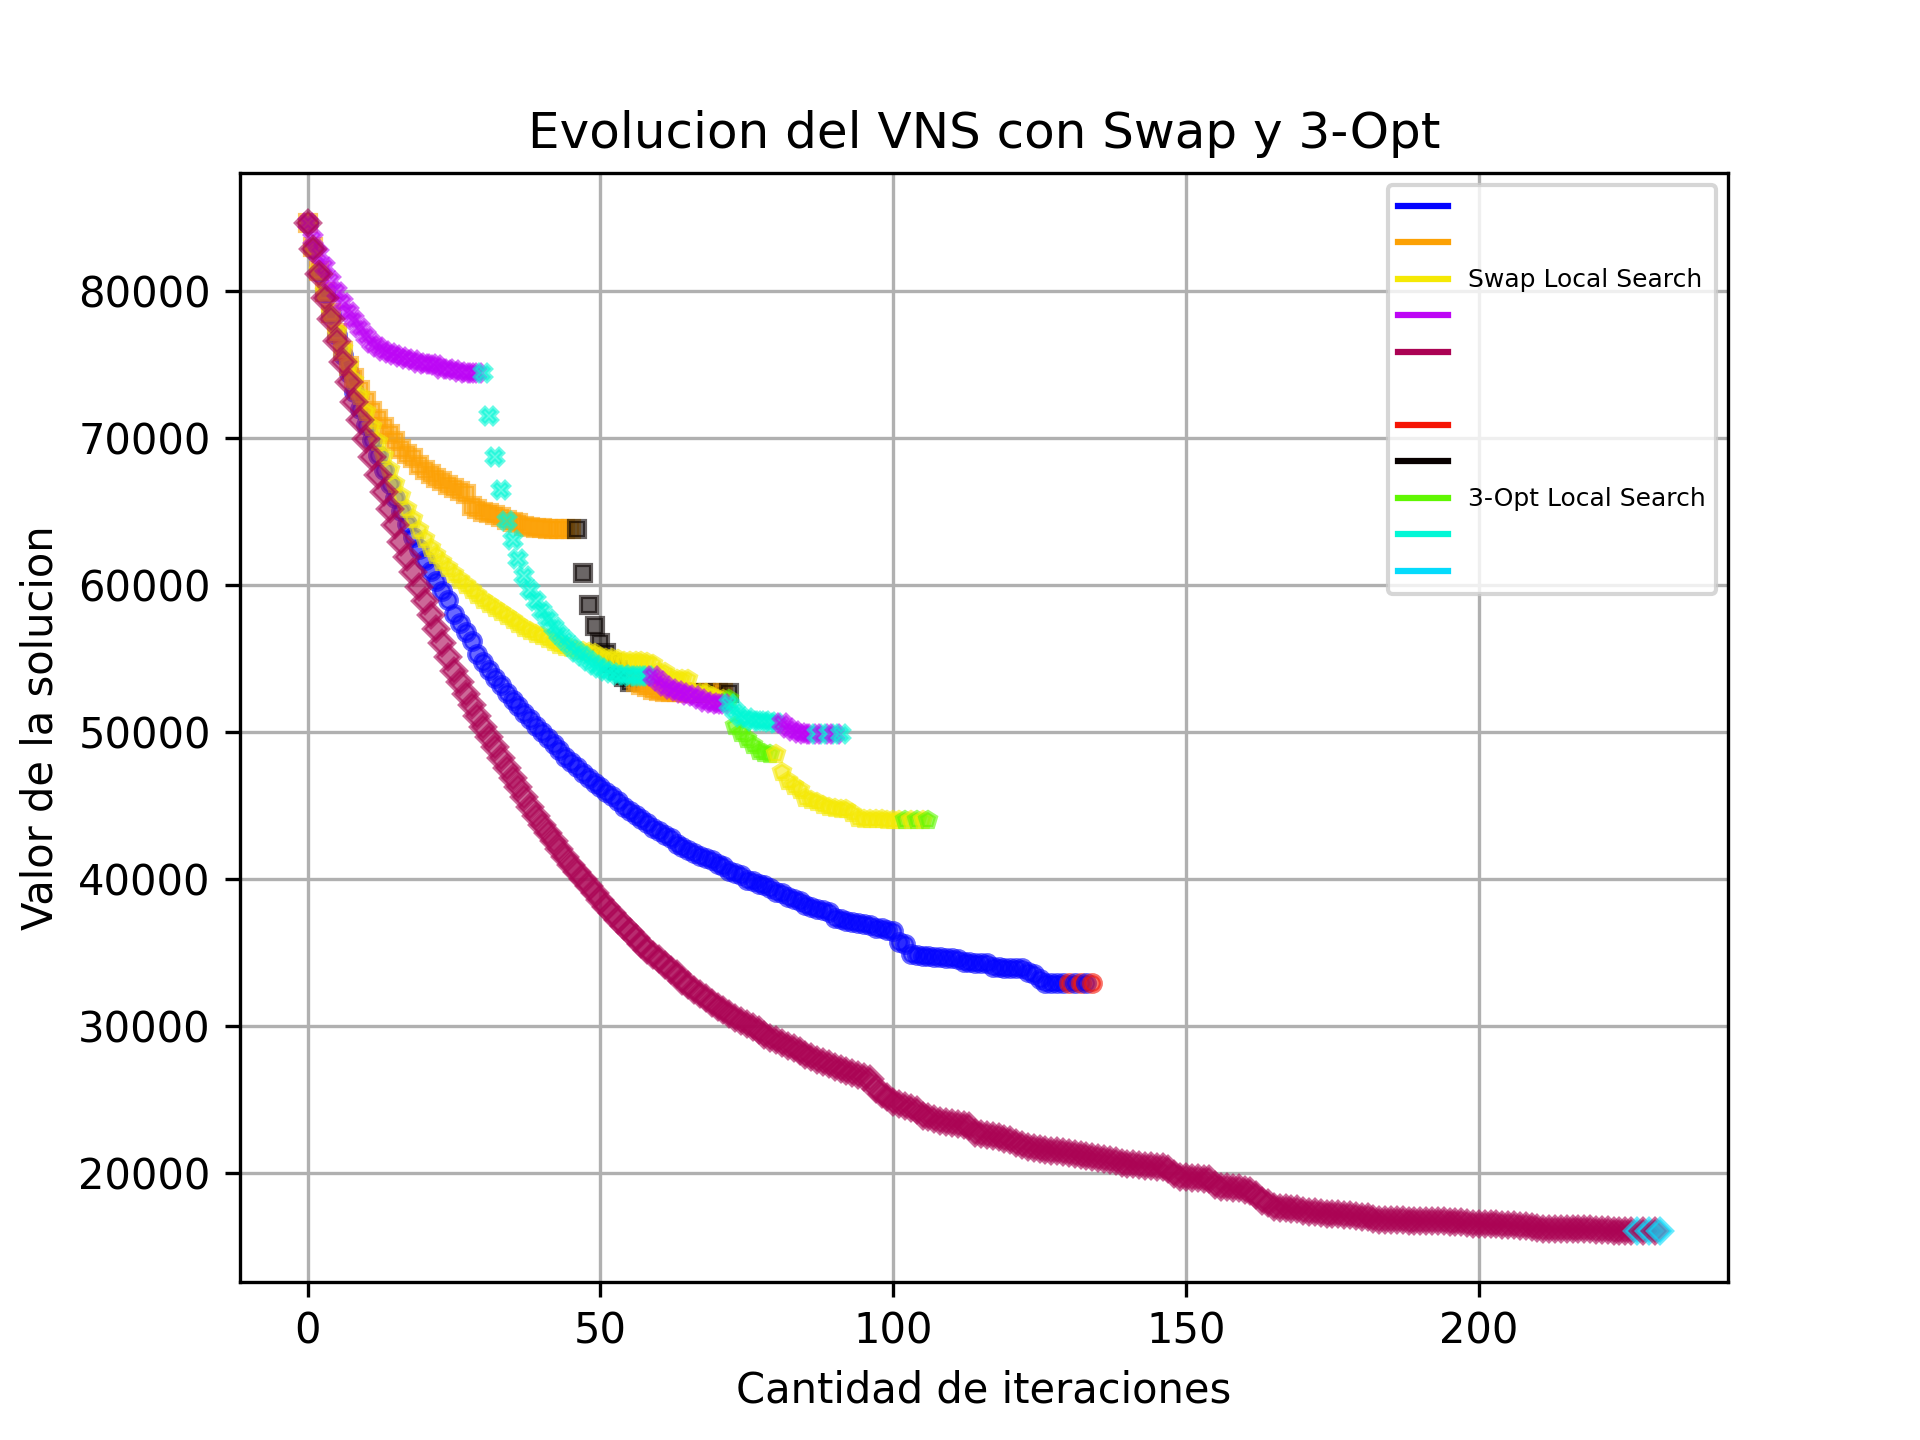 Evolucion del VNS con Swap y 3-Opt
Swap Local Search
3-Opt Local Search
Valor de la solucion
80000
70000
60000
50000
40000
30000
20000
0 50 100 150 200
Cantidad de iteraciones